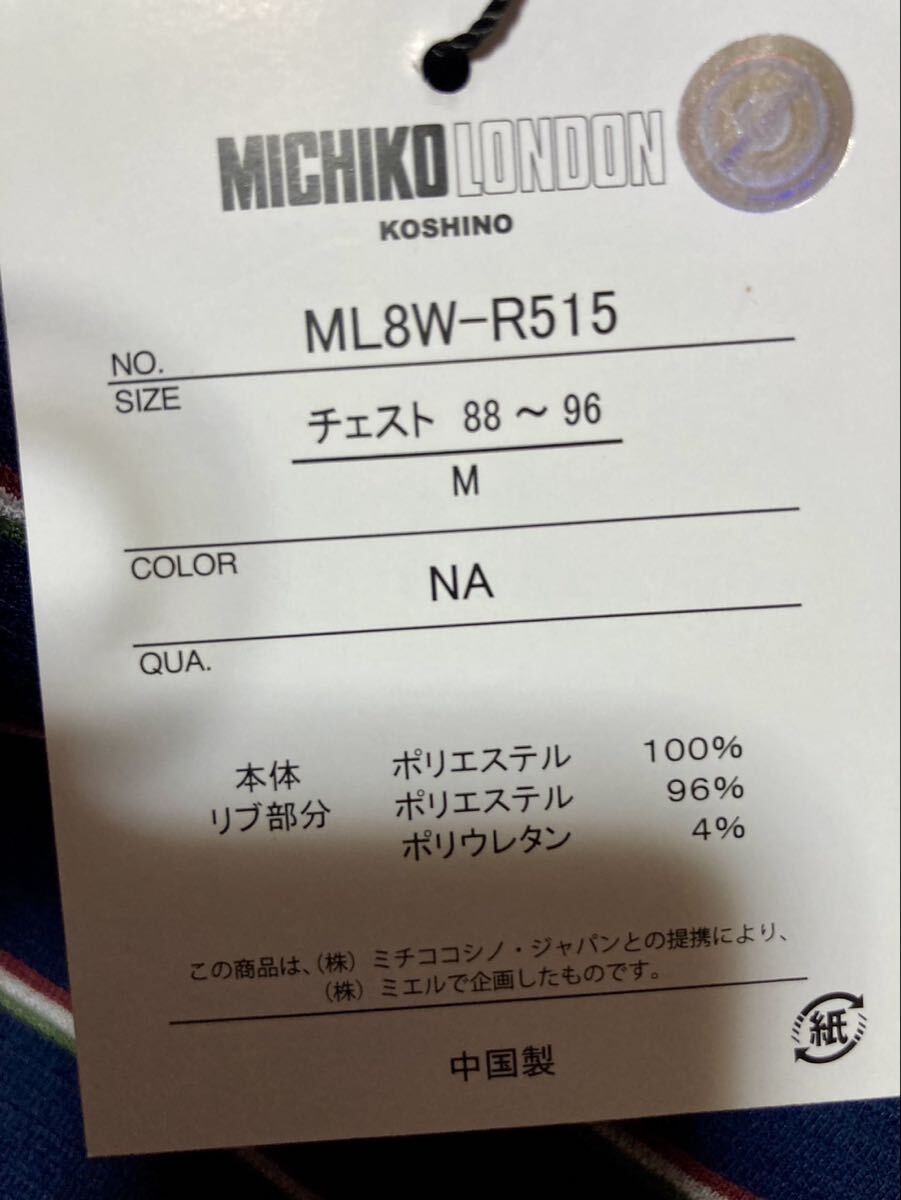 MICHIKO LONDON
KOSHINO
NO. ML8W-R515
SIZE
チェスト 88～96
M
COLOR
NA
QUA.
本体 ポリエステル 100%
リブ部分 ポリエステル 96%
ポリウレタン 4%
この商品は、(株) ミチココシノ・ジャパンとの提携により、
(株) ミエルで企画したものです。
紙
中国製